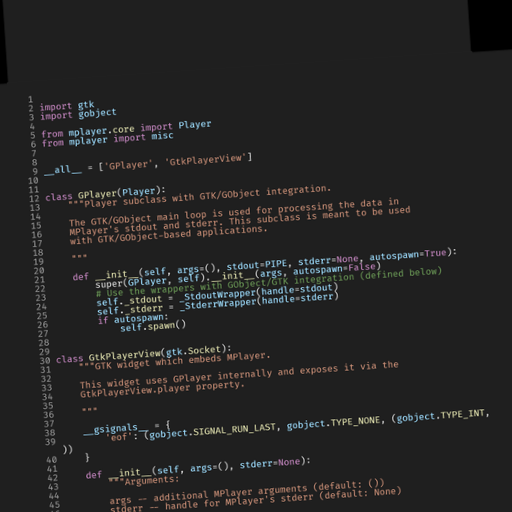 1
2 import gtk
3 import gobject
4
5 from mplayer.core import Player
6 from mplayer import misc
7
8
9 __all__ = ['GPlayer', 'GtkPlayerView']
10
11
12 class GPlayer(Player):
13     """Player subclass with GTK/GObject integration.
14
15     The GTK/GObject main loop is used for processing the data in
16     MPlayer's stdout and stderr. This subclass is meant to be used
17     with GTK/GObject-based applications.
18
19     """
20
21     def __init__(self, args=(), stdout=PIPE, stderr=None, autospawn=True):
22         super(GPlayer, self).__init__(args, autospawn=False)
23         # Use the wrappers with GObject/GTK integration (defined below)
24         self._stdout = _StdoutWrapper(handle=stdout)
25         self._stderr = _StderrWrapper(handle=stderr)
26         if autospawn:
27             self.spawn()
28
29
30 class GtkPlayerView(gtk.Socket):
31     """GTK widget which embeds MPlayer.
32
33     This widget uses GPlayer internally and exposes it via the
34     GtkPlayerView.player property.
35
36     """
37
38     __gsignals__ = {
39         'eof': (gobject.SIGNAL_RUN_LAST, gobject.TYPE_NONE, (gobject.TYPE_INT,
))
40     }
41
42     def __init__(self, args=(), stderr=None):
43         """Arguments:
44
45         args -- additional MPlayer arguments (default: ())
        stderr -- handle for MPlayer's stderr (default: None)